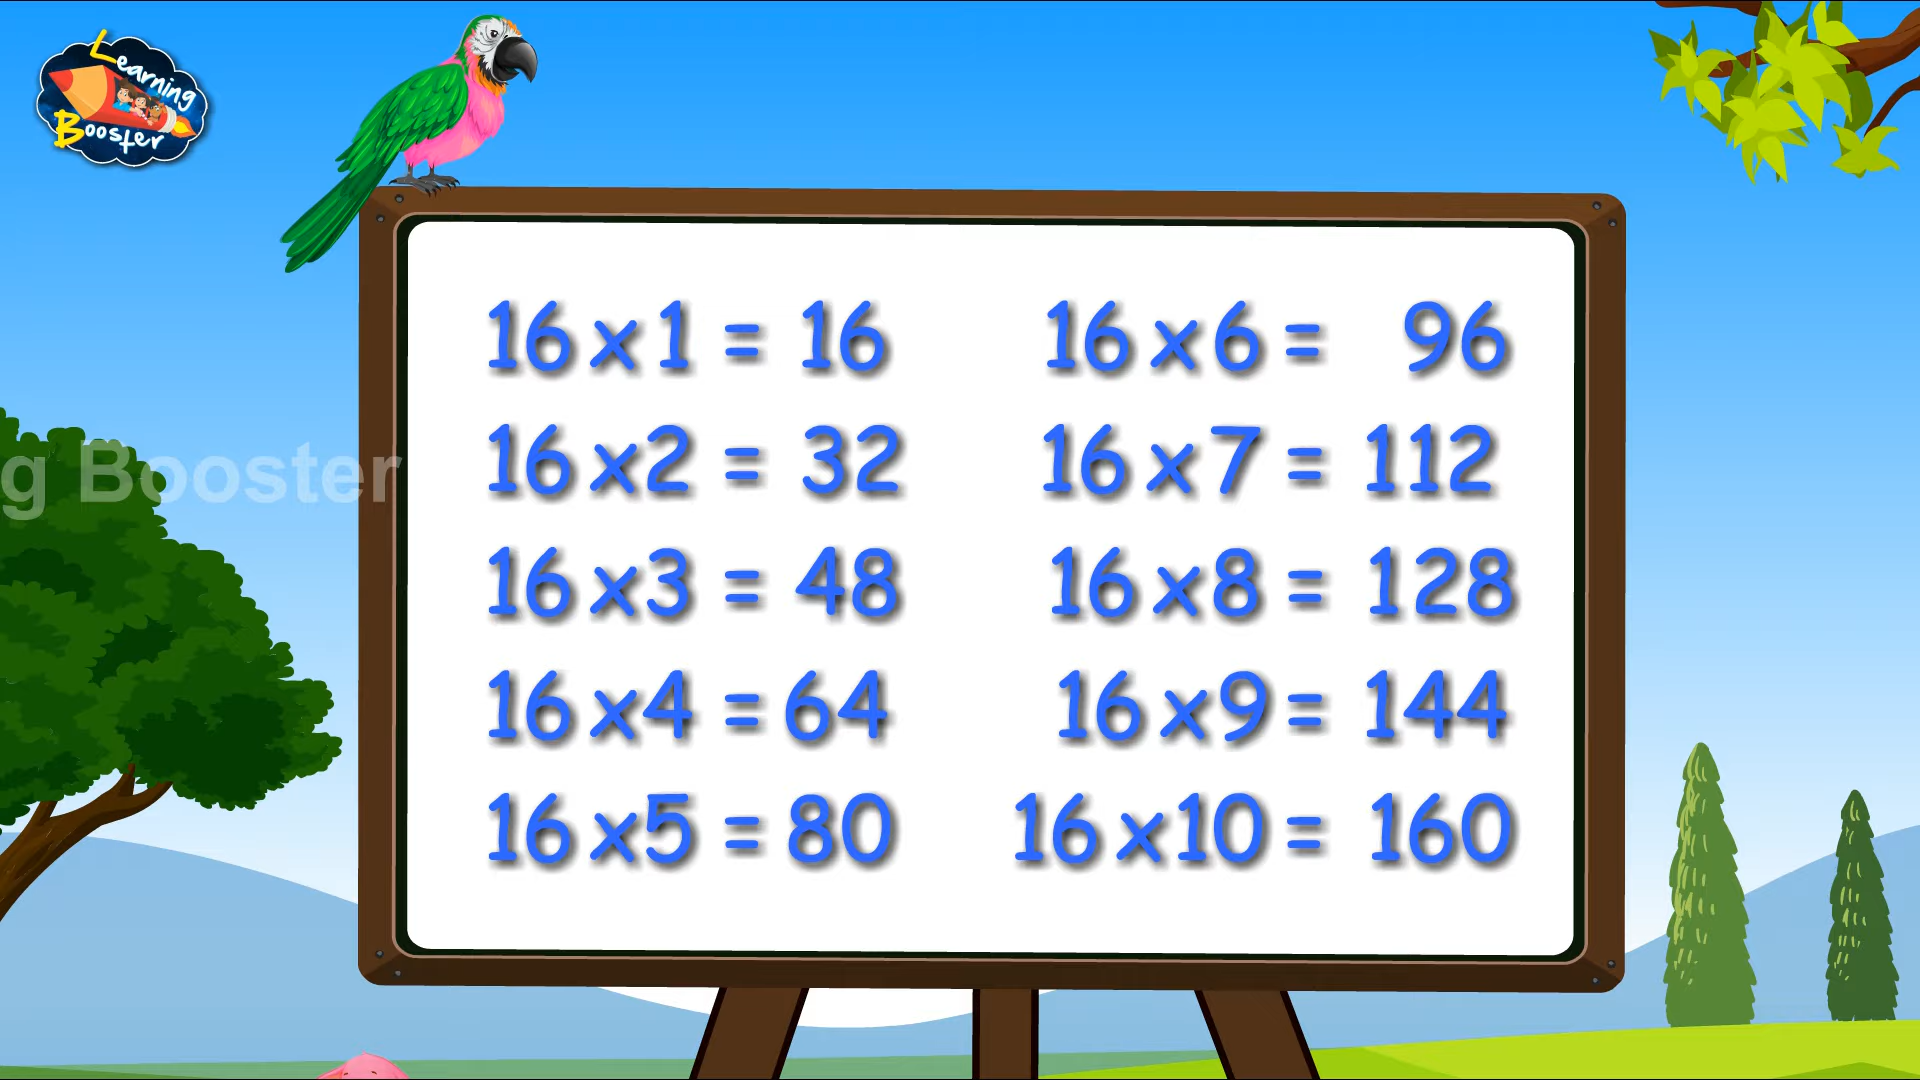 Learning
Booster
g Booster
16 x 1 = 16
16 x 2 = 32
16 x 3 = 48
16 x 4 = 64
16 x 5 = 80
16 x 6 = 96
16 x 7 = 112
16 x 8 = 128
16 x 9 = 144
16 x 10 = 160